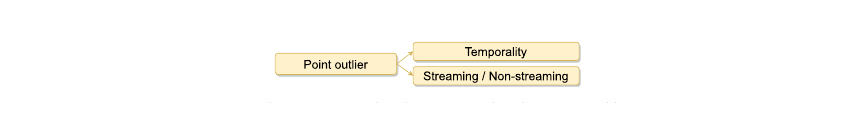 Temporality
Point outlier
Streaming / Non-streaming